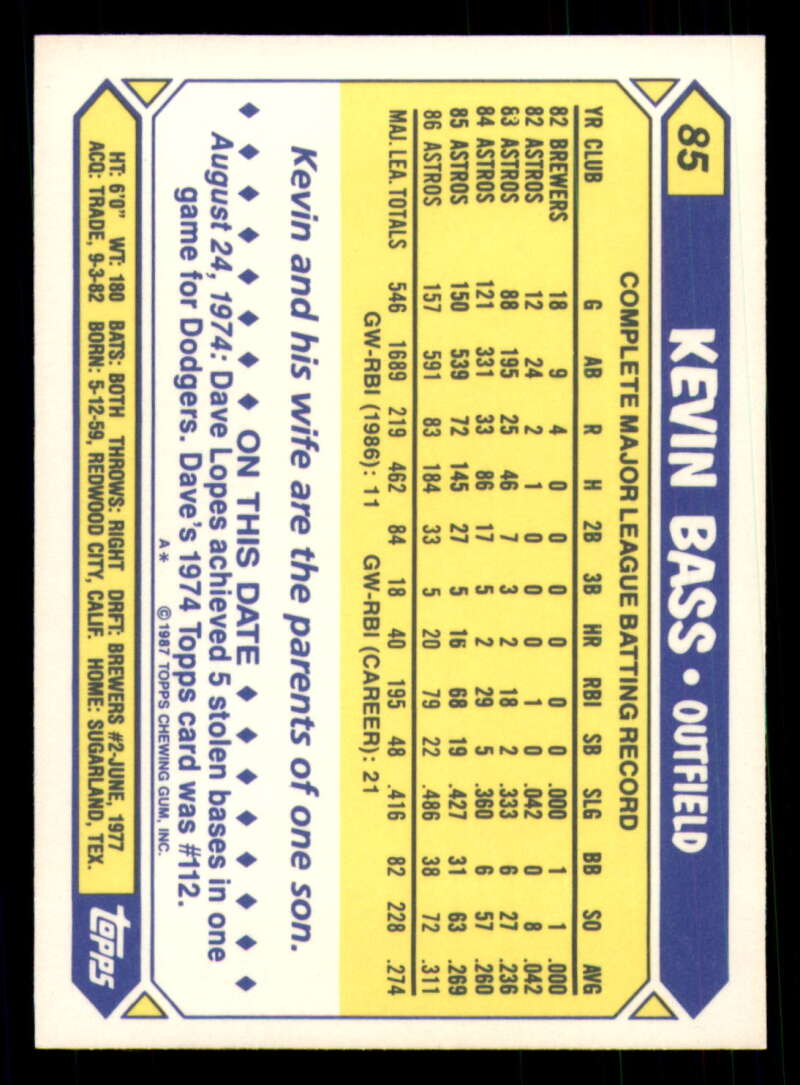 85 KEVIN BASS • OUTFIELD
COMPLETE MAJOR LEAGUE BATTING RECORD
YR CLUB G AB R H 2B 3B HR RBI SB SLG BB SO AVG
82 BREWERS 18 9 4 0 0 0 0 0 0 .000 1 1 .000
82 ASTROS 12 24 2 1 0 0 0 1 0 .042 0 8 .042
83 ASTROS 88 195 25 46 7 3 2 18 2 .333 6 27 .236
84 ASTROS 121 331 33 86 17 5 2 29 5 .360 6 57 .260
85 ASTROS 150 539 72 145 27 5 16 68 19 .427 31 63 .269
86 ASTROS 157 591 83 184 33 5 20 79 22 .486 38 72 .311
MAJ. LEA. TOTALS 546 1689 219 462 84 18 40 195 48 .416 82 228 .274
GW-RBI (1986): 11 GW-RBI (CAREER): 21
Kevin and his wife are the parents of one son.
ON THIS DATE
August 24, 1974: Dave Lopes achieved 5 stolen bases in one
game for Dodgers. Dave's 1974 Topps card was #112.
A* ©1987 TOPPS CHEWING GUM, INC.
HT: 6'0" WT: 180 BATS: BOTH THROWS: RIGHT DRFT: BREWERS #2-JUNE, 1977
ACQ: TRADE, 9-3-82 BORN: 5-12-59, REDWOOD CITY, CALIF. HOME: SUGARLAND, TEX.
topps